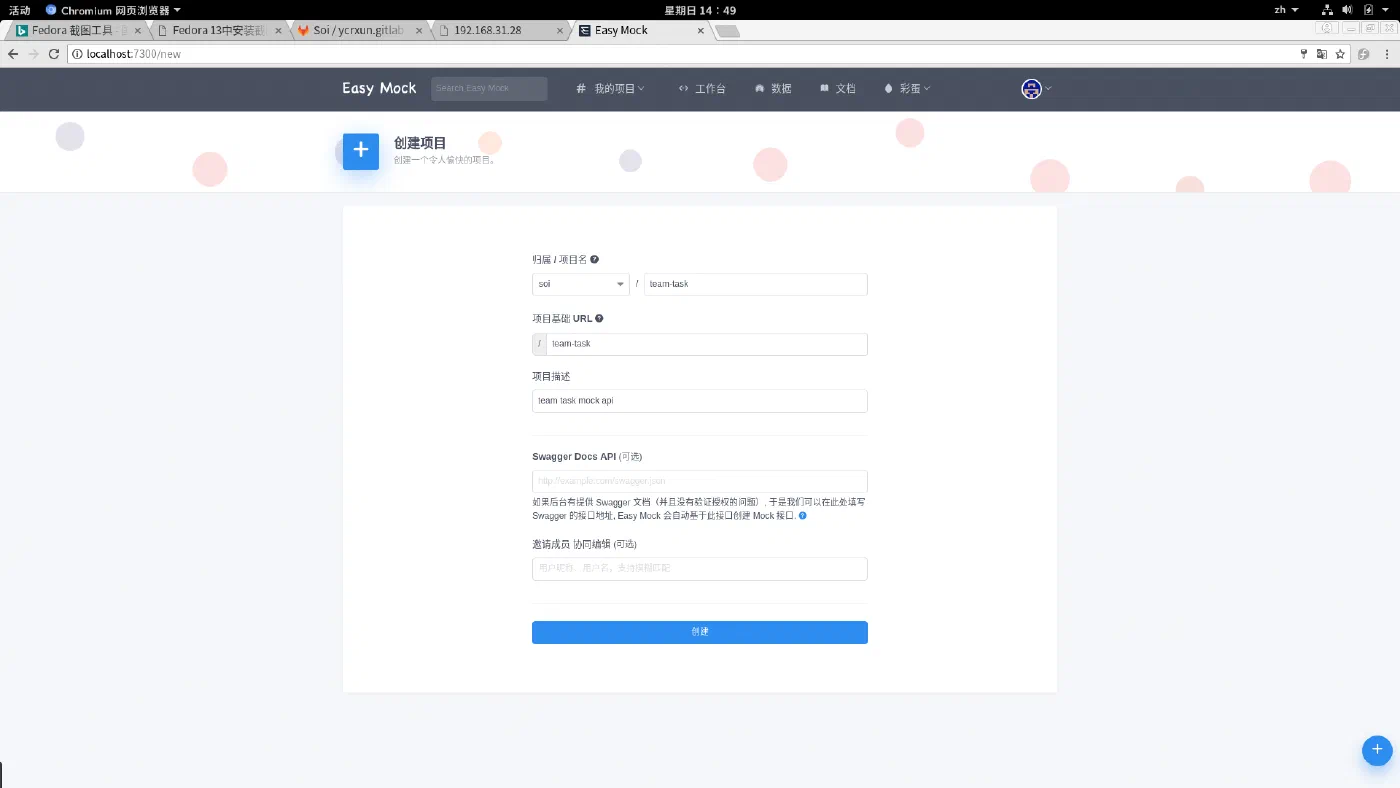 活动 Chromium 网页浏览器 星期日 14：49 zh
Fedora 截图工具 - Fedora 13中安装截 Soi / ycrxun.gitlab 192.168.31.28 Easy Mock
localhost:7300/new
Easy Mock Search Easy Mock 我的项目 工作台 数据 文档 彩蛋
创建项目
创建一个令人愉快的项目。
归属 / 项目名
soi / team-task
项目基础 URL
/ team-task
项目描述
team task mock api
Swagger Docs API (可选)
http://example.com/swagger.json
如果后台有提供 Swagger 文档（并且没有验证授权的问题）, 于是我们可以在此处填写
Swagger 的接口地址, Easy Mock 会自动基于此接口创建 Mock 接口.
邀请成员 协同编辑 (可选)
用户昵称、用户名，支持模糊匹配
创建